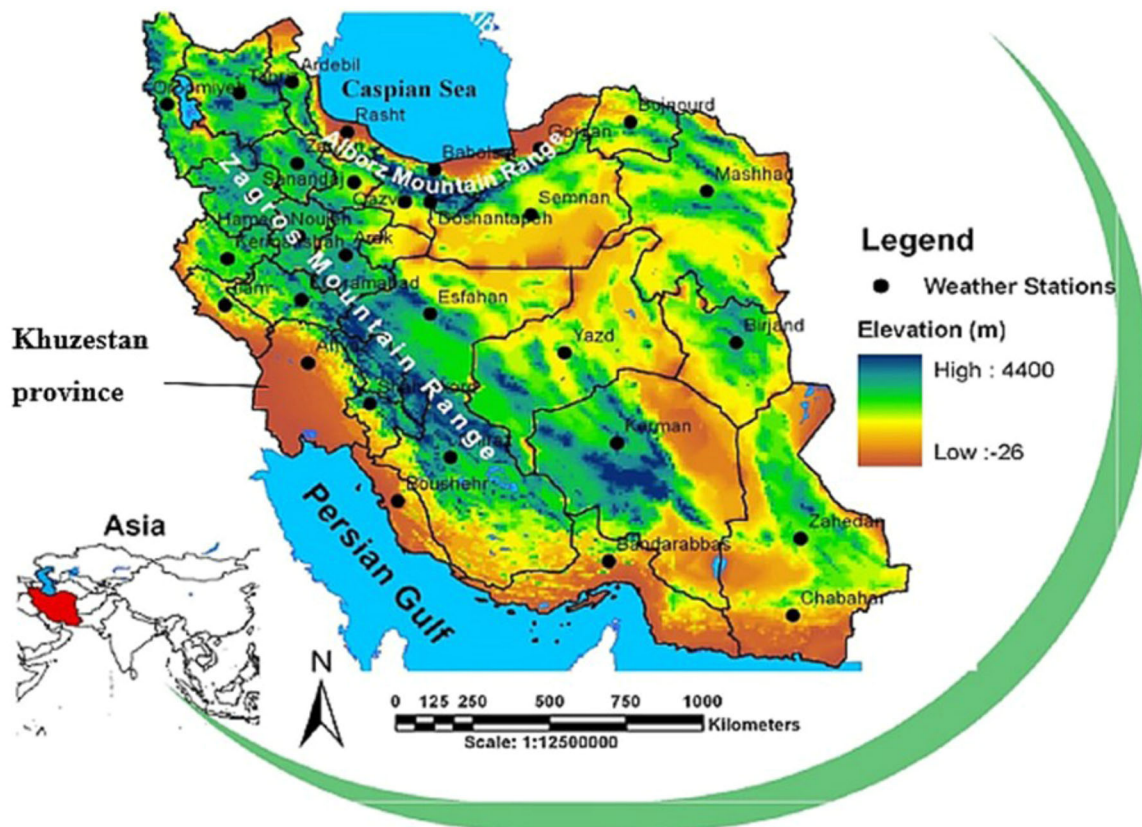 Caspian Sea
Ardebil
Rasht
Alborz Mountain Range
Babolsar
Bojnourd
Mashhad
Semnan
Doshantapeh
Sanandaj
Zagros Mountain Range
Arak
Esfahan
Yazd
Birjand
Kerman
Boushehr
Bandarabbas
Zahedan
Chabahar
Persian Gulf
Khuzestan
province
Legend
Weather Stations
Elevation (m)
High : 4400
Low :-26
Asia
N
0 125 250 500 750 1000
Kilometers
Scale: 1:12500000